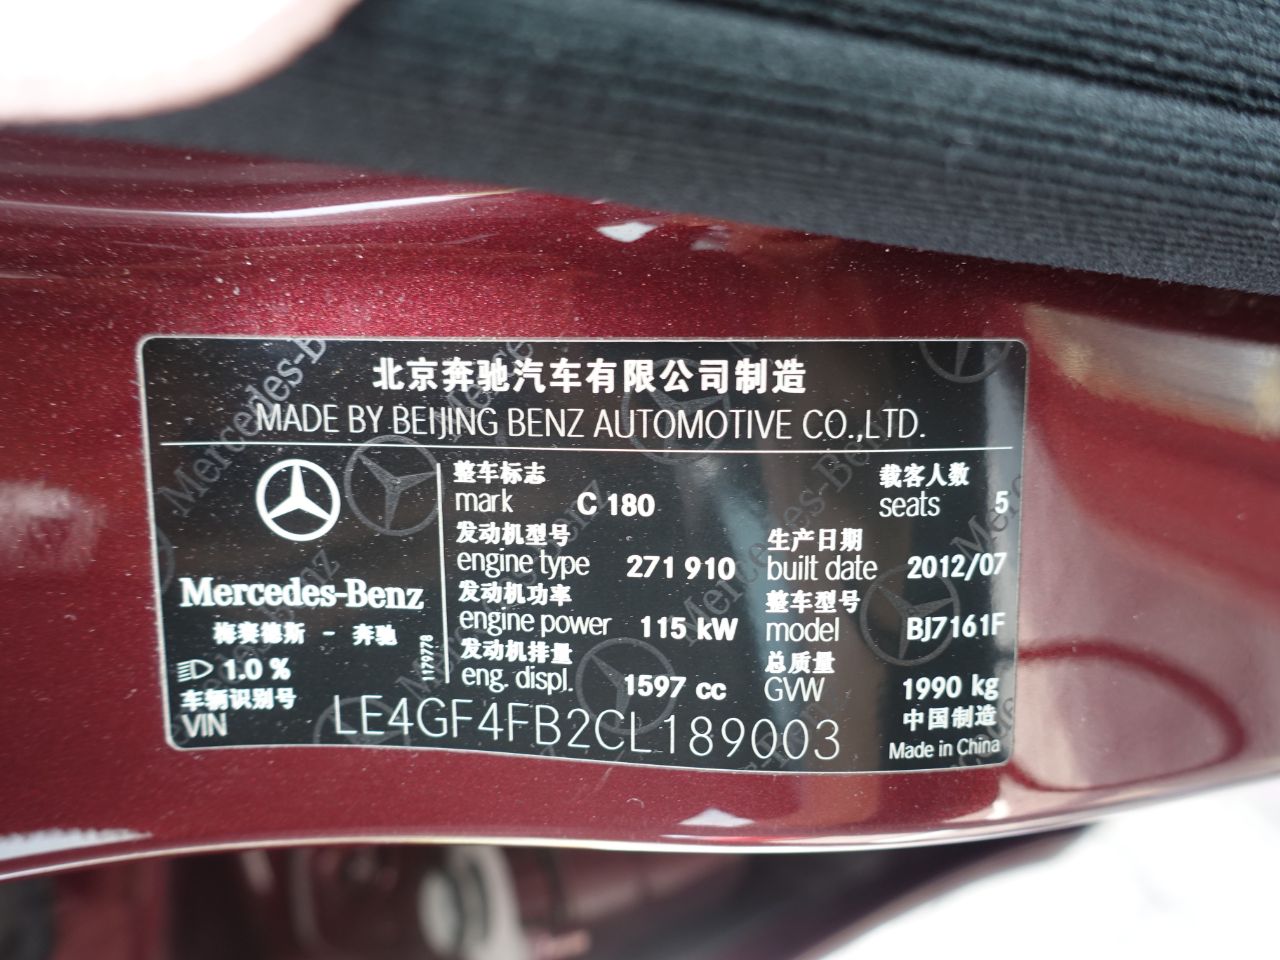 北京奔驰汽车有限公司制造
MADE BY BEIJING BENZ AUTOMOTIVE CO.,LTD.
Mercedes-Benz
梅赛德斯 - 奔驰
1.0 %
1179778
整车标志
mark C 180
载客人数
seats 5
发动机型号
engine type 271 910
生产日期
built date 2012/07
发动机功率
engine power 115 kW
整车型号
model BJ7161F
发动机排量
eng. displ. 1597 cc
总质量
GVW 1990 kg
车辆识别号
VIN LE4GF4FB2CL189003
中国制造
Made in China